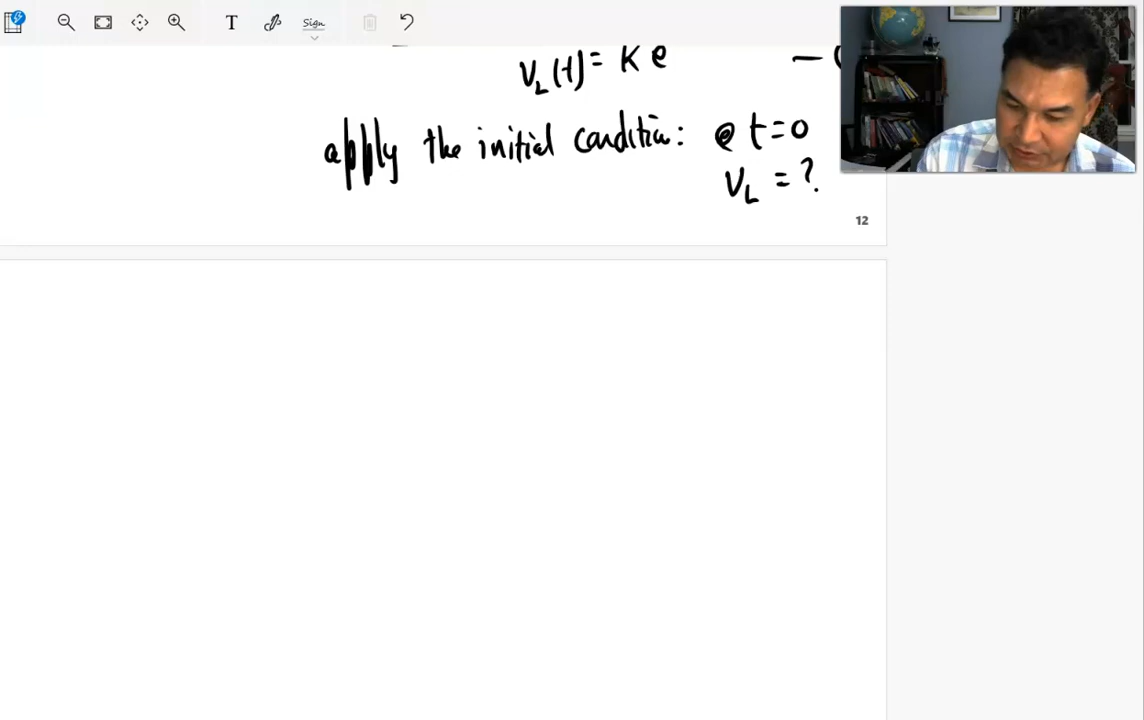 T Sign
V_L(t) = K e — (
apply the initial condition: @ t=0
V_L = ?
12